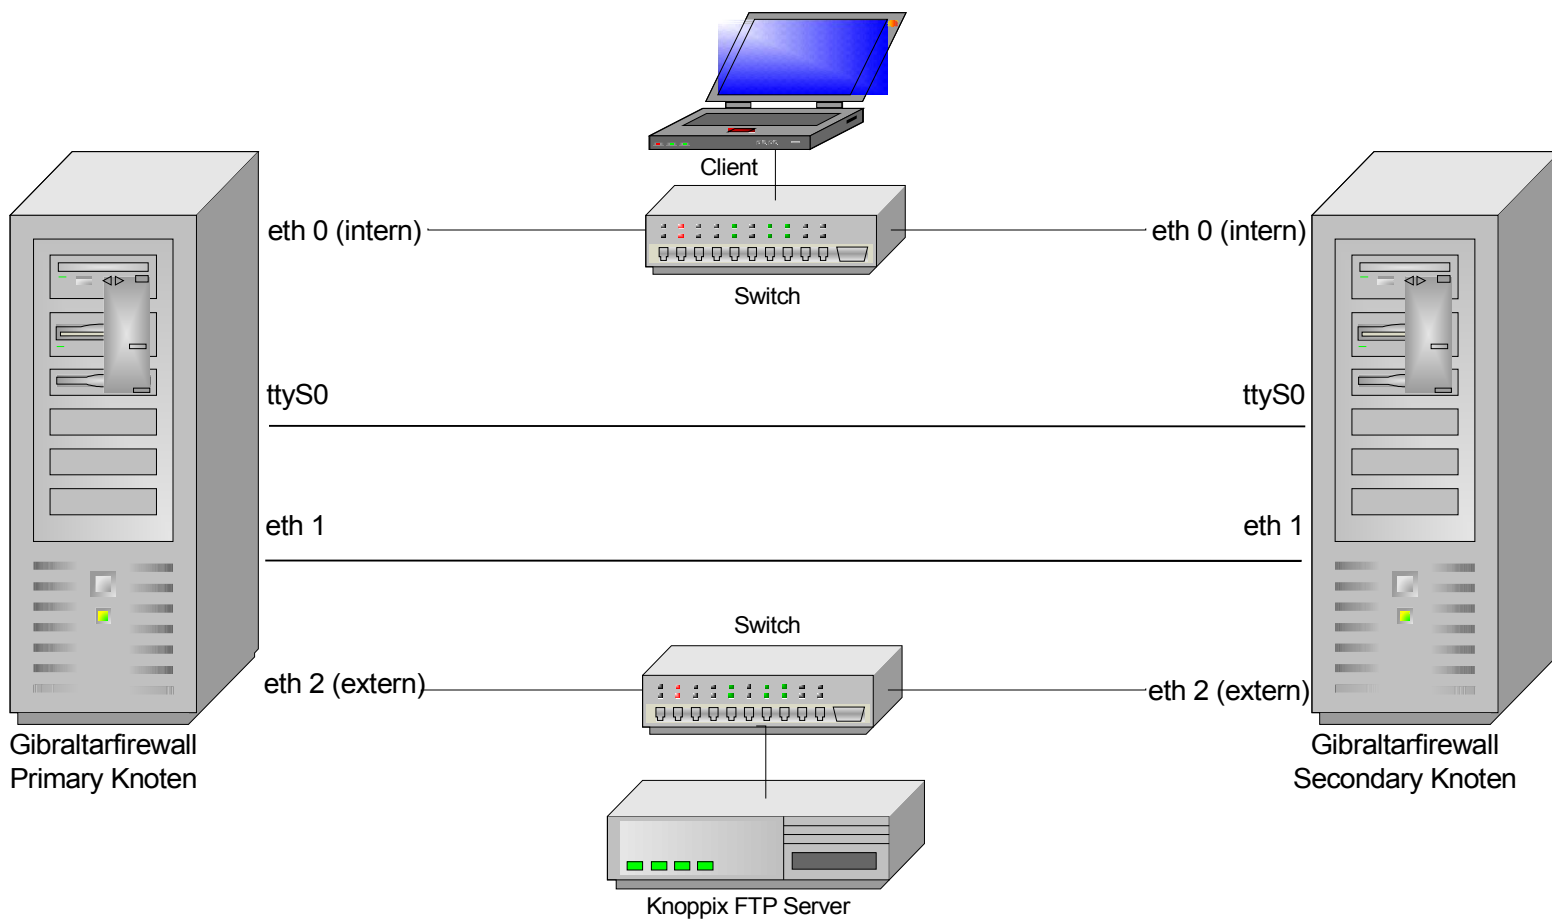 Client
eth 0 (intern)
eth 0 (intern)
Switch
ttyS0
ttyS0
eth 1
eth 1
Switch
eth 2 (extern)
eth 2 (extern)
Gibraltarfirewall
Primary Knoten
Gibraltarfirewall
Secondary Knoten
Knoppix FTP Server